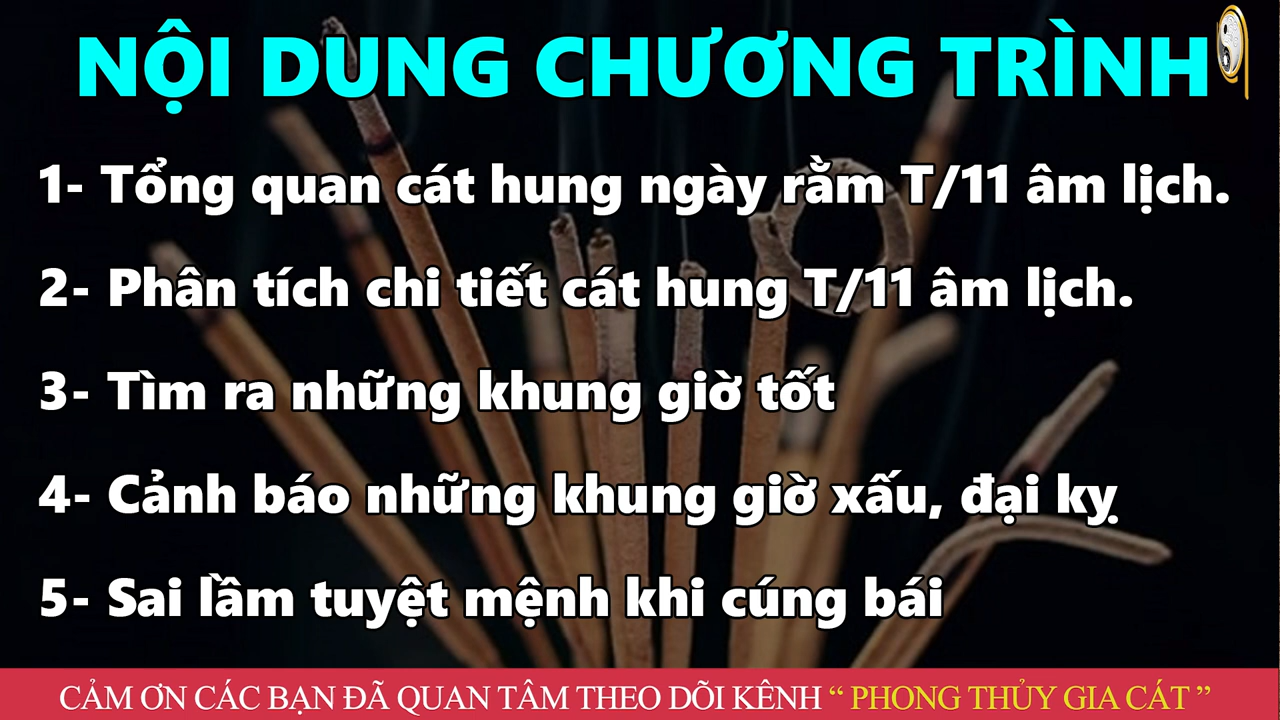 NỘI DUNG CHƯƠNG TRÌNH
1- Tổng quan cát hung ngày rằm T/11 âm lịch.
2- Phân tích chi tiết cát hung T/11 âm lịch.
3- Tìm ra những khung giờ tốt
4- Cảnh báo những khung giờ xấu, đại kỵ
5- Sai lầm tuyệt mệnh khi cúng bái
CẢM ƠN CÁC BẠN ĐÃ QUAN TÂM THEO DÕI KÊNH “ PHONG THỦY GIA CÁT ”